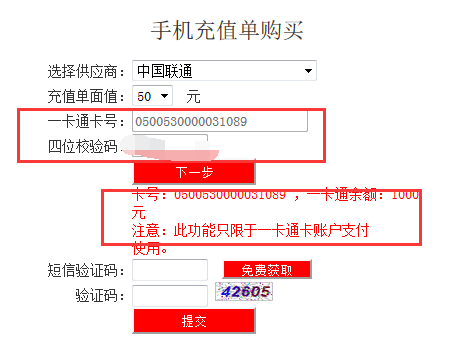 手机充值单购买
选择供应商：中国联通
充值单面值：50 元
一卡通卡号：0500530000031089
四位校验码：
下一步
卡号：0500530000031089 ，一卡通余额：1000
元
注意：此功能只限于一卡通卡账户支付
使用。
短信验证码： 免费获取
验证码： 42605
提交